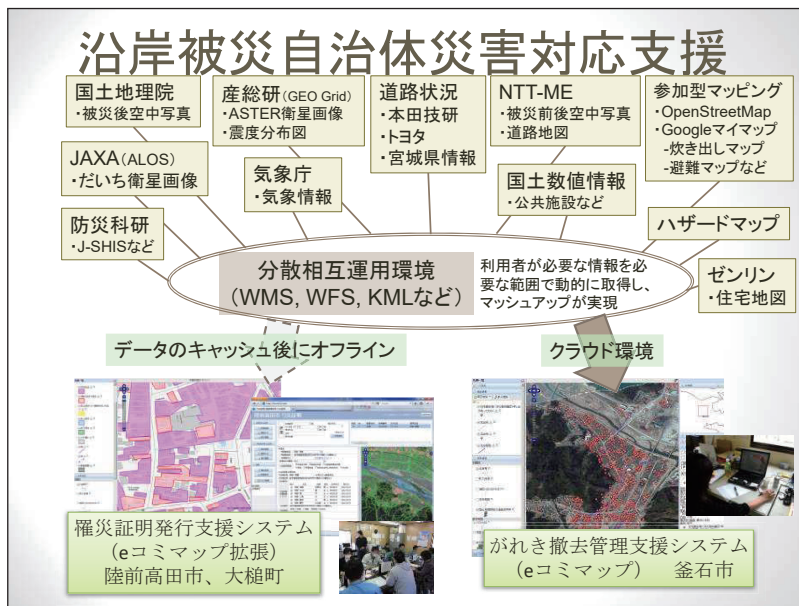 沿岸被災自治体災害対応支援
国土地理院
・被災後空中写真
産総研(GEO Grid)
・ASTER衛星画像
・震度分布図
道路状況
・本田技研
・トヨタ
・宮城県情報
NTT-ME
・被災前後空中写真
・道路地図
参加型マッピング
・OpenStreetMap
・Googleマイマップ
-炊き出しマップ
-避難マップなど
JAXA(ALOS)
・だいち衛星画像
気象庁
・気象情報
国土数値情報
・公共施設など
防災科研
・J-SHISなど
ハザードマップ
ゼンリン
・住宅地図
分散相互運用環境
(WMS, WFS, KMLなど)
利用者が必要な情報を必
要な範囲で動的に取得し、
マッシュアップが実現
データのキャッシュ後にオフライン
クラウド環境
罹災証明発行支援システム
(eコミマップ拡張)
陸前高田市、大槌町
がれき撤去管理支援システム
(eコミマップ) 釜石市